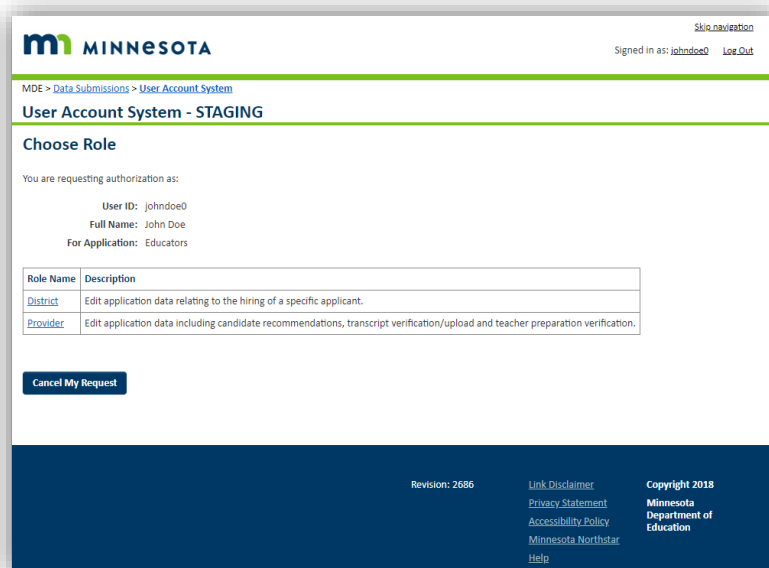 Skip navigation
MINNESOTA
Signed in as: johndoe0 Log Out
MDE > Data Submissions > User Account System
User Account System - STAGING
Choose Role
You are requesting authorization as:
User ID: johndoe0
Full Name: John Doe
For Application: Educators
Role Name Description
District Edit application data relating to the hiring of a specific applicant.
Provider Edit application data including candidate recommendations, transcript verification/upload and teacher preparation verification.
Cancel My Request
Revision: 2686
Link Disclaimer
Privacy Statement
Accessibility Policy
Minnesota Northstar
Help
Copyright 2018
Minnesota
Department of
Education